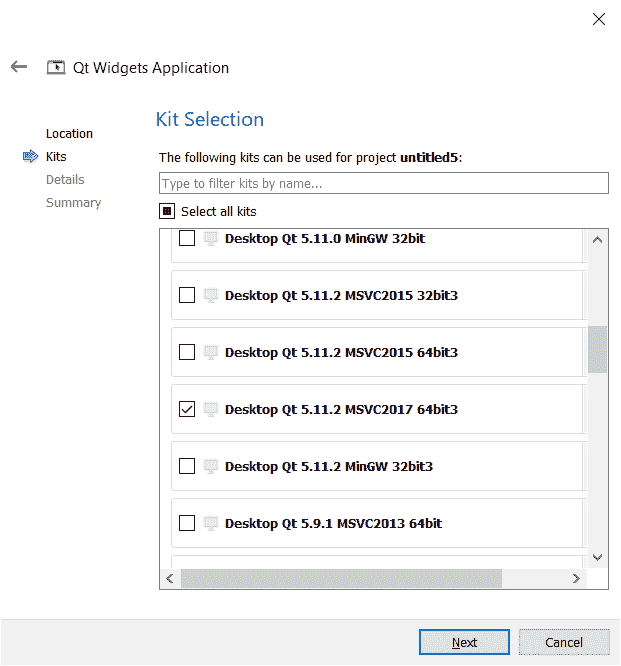 Qt Widgets Application
Kit Selection
Location
Kits
Details
Summary
The following kits can be used for project untitled5:
Type to filter kits by name...
Select all kits
Desktop Qt 5.11.0 MinGW 32bit
Desktop Qt 5.11.2 MSVC2015 32bit3
Desktop Qt 5.11.2 MSVC2015 64bit3
Desktop Qt 5.11.2 MSVC2017 64bit3
Desktop Qt 5.11.2 MinGW 32bit3
Desktop Qt 5.9.1 MSVC2013 64bit
Next
Cancel